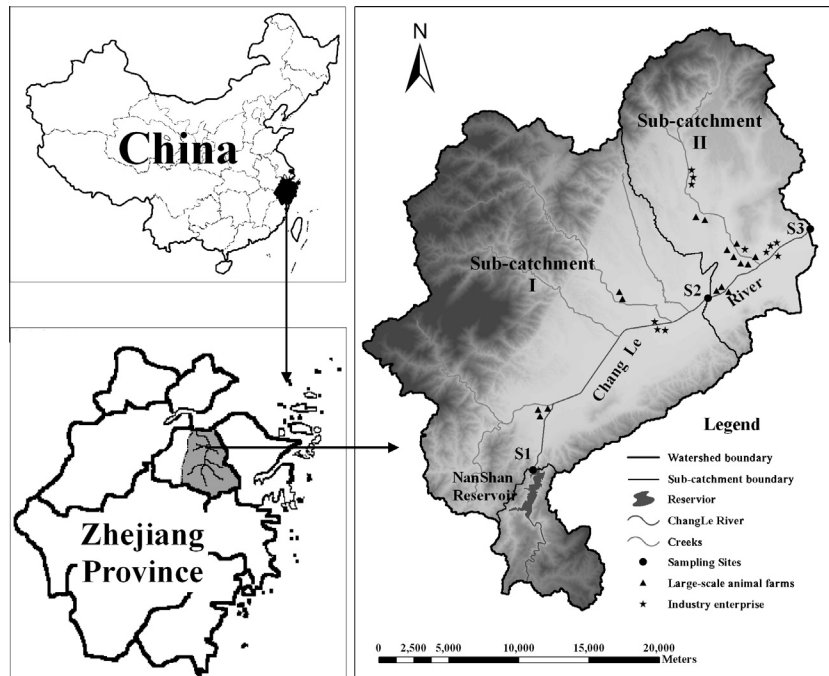 China
Zhejiang
Province
N
Sub-catchment
II
S3
Sub-catchment
I
S2
River
Chang Le
S1
NanShan
Reservoir
Legend
Watershed boundary
Sub-catchment boundary
Reservior
ChangLe River
Creeks
Sampling Sites
Large-scale animal farms
Industry enterprise
0 2,500 5,000 10,000 15,000 20,000
Meters